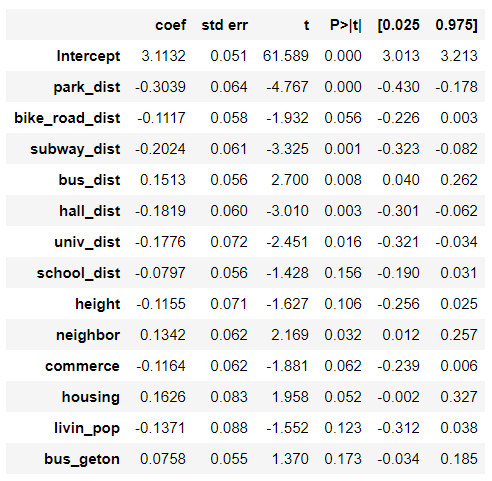 coef std err t P>|t| [0.025 0.975]
Intercept 3.1132 0.051 61.589 0.000 3.013 3.213
park_dist -0.3039 0.064 -4.767 0.000 -0.430 -0.178
bike_road_dist -0.1117 0.058 -1.932 0.056 -0.226 0.003
subway_dist -0.2024 0.061 -3.325 0.001 -0.323 -0.082
bus_dist 0.1513 0.056 2.700 0.008 0.040 0.262
hall_dist -0.1819 0.060 -3.010 0.003 -0.301 -0.062
univ_dist -0.1776 0.072 -2.451 0.016 -0.321 -0.034
school_dist -0.0797 0.056 -1.428 0.156 -0.190 0.031
height -0.1155 0.071 -1.627 0.106 -0.256 0.025
neighbor 0.1342 0.062 2.169 0.032 0.012 0.257
commerce -0.1164 0.062 -1.881 0.062 -0.239 0.006
housing 0.1626 0.083 1.958 0.052 -0.002 0.327
livin_pop -0.1371 0.088 -1.552 0.123 -0.312 0.038
bus_geton 0.0758 0.055 1.370 0.173 -0.034 0.185